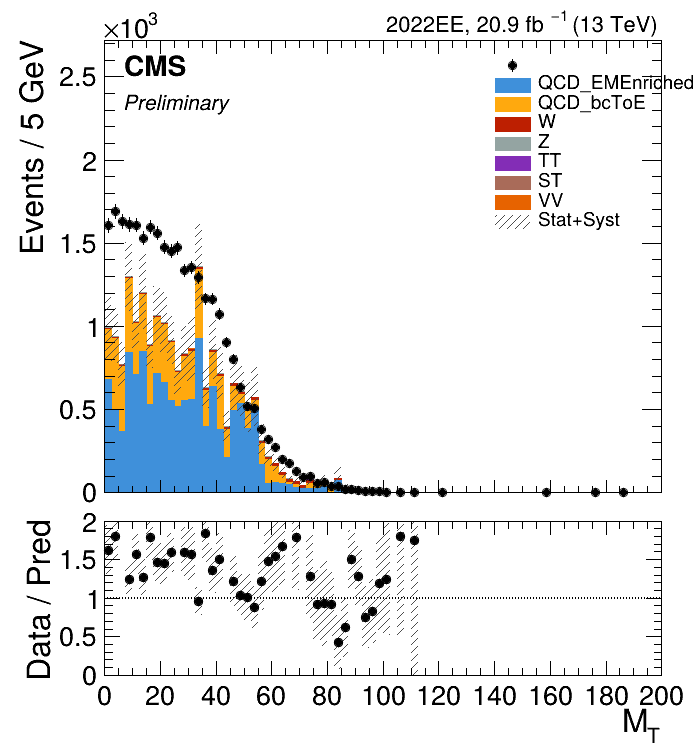 ×10³
2022EE, 20.9 fb ⁻¹ (13 TeV)
CMS
Preliminary
Events / 5 GeV
2.5
2
1.5
1
0.5
0
QCD_EMEnriched
QCD_bcToE
W
Z
TT
ST
VV
Stat+Syst
Data / Pred
2
1.5
1
0.5
0
0 20 40 60 80 100 120 140 160 180 200
M_T